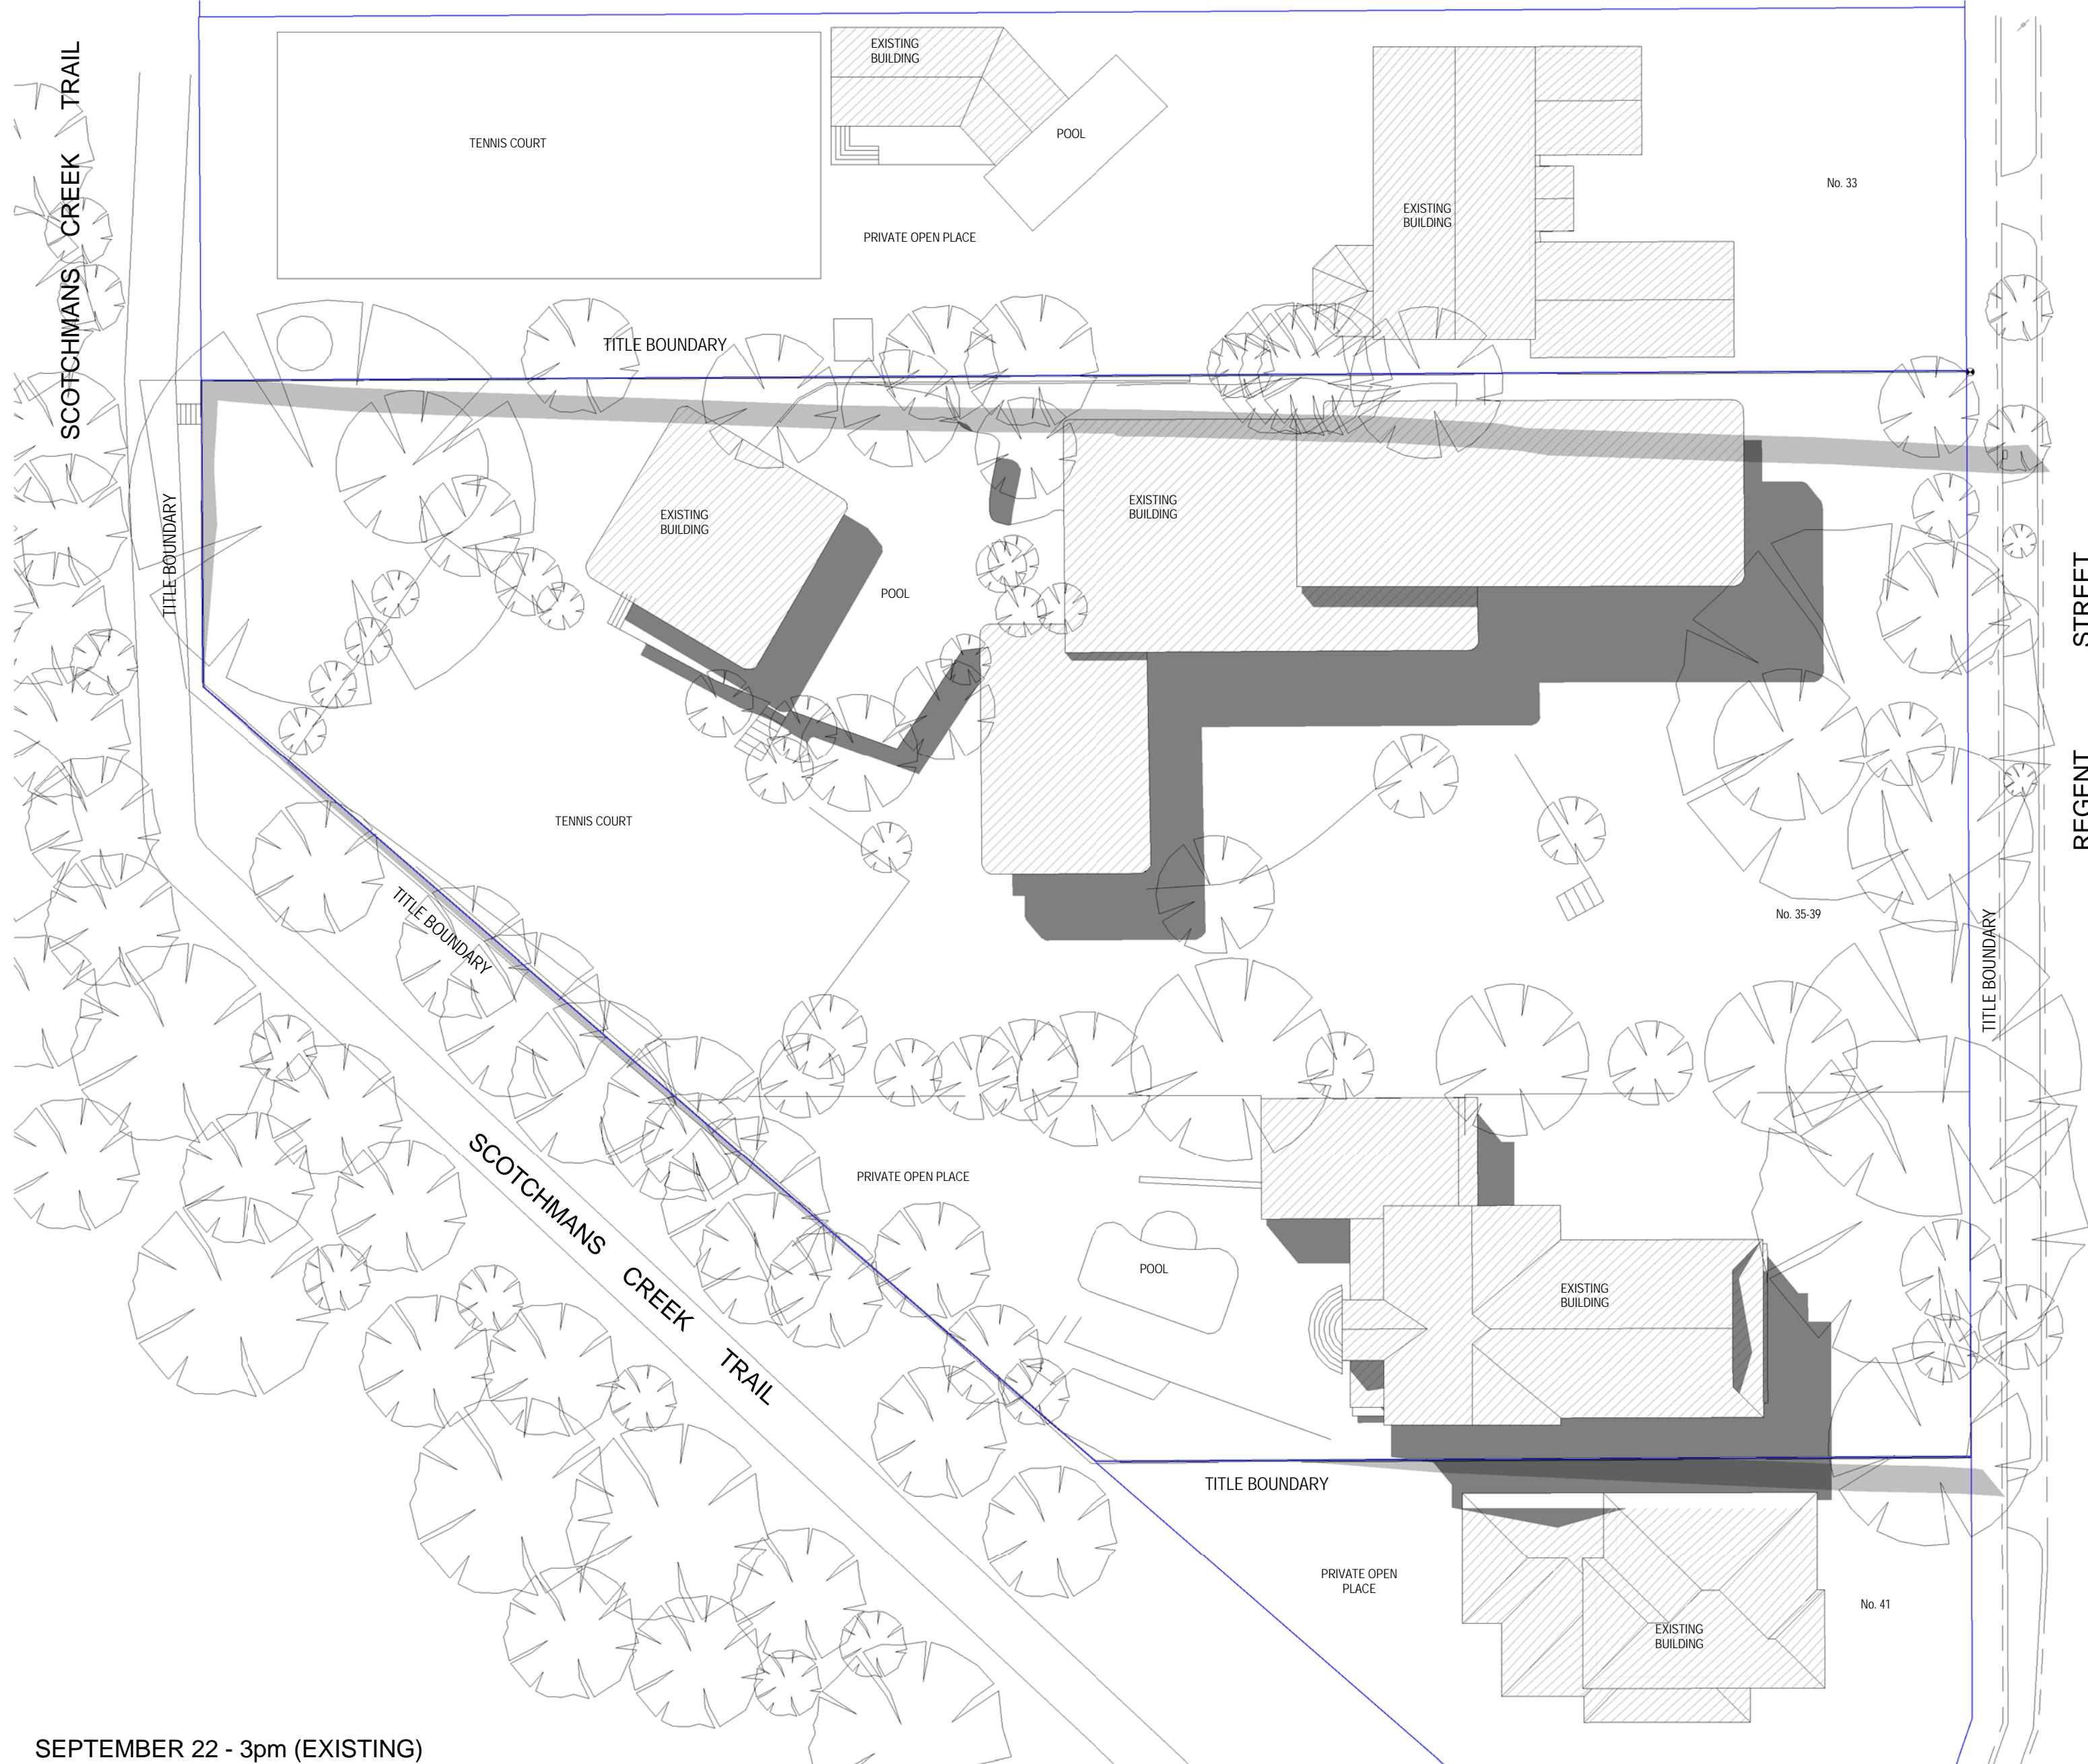 SCOTCHMANS CREEK TRAIL
EXISTING
BUILDING
TENNIS COURT
POOL
PRIVATE OPEN PLACE
EXISTING
BUILDING
No. 33
TITLE BOUNDARY
TITLE BOUNDARY
EXISTING
BUILDING
POOL
EXISTING
BUILDING
REGENT STREET
TENNIS COURT
TITLE BOUNDARY
No. 35-39
TITLE BOUNDARY
SCOTCHMANS CREEK TRAIL
PRIVATE OPEN PLACE
POOL
EXISTING
BUILDING
TITLE BOUNDARY
PRIVATE OPEN
PLACE
No. 41
EXISTING
BUILDING
SEPTEMBER 22 - 3pm (EXISTING)